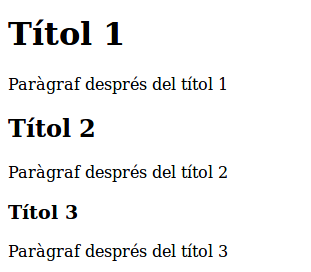 Títol 1
Paràgraf després del títol 1
Títol 2
Paràgraf després del títol 2
Títol 3
Paràgraf després del títol 3